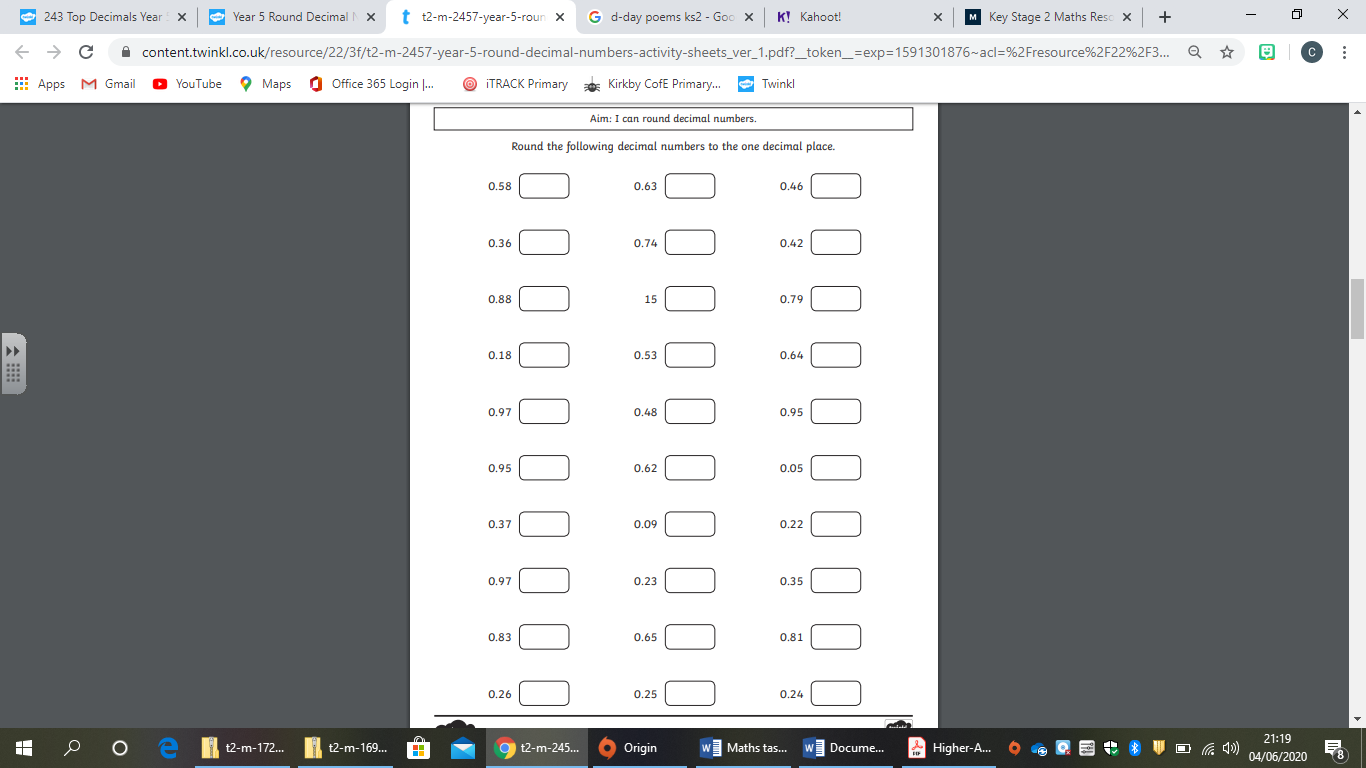 243 Top Decimals Year
Year 5 Round Decimal
t2-m-2457-year-5-roun
d-day poems ks2 - Goo
K! Kahoot!
M Key Stage 2 Maths Reso
content.twinkl.co.uk/resource/22/3f/t2-m-2457-year-5-round-decimal-numbers-activity-sheets_ver_1.pdf?__token__=exp=1591301876~acl=%2Fresource%2F22%2F3...
C
Apps
Gmail
YouTube
Maps
Office 365 Login |...
iTRACK Primary
Kirkby CofE Primary...
Twinkl
Aim: I can round decimal numbers.
Round the following decimal numbers to the one decimal place.
0.58 0.63 0.46
0.36 0.74 0.42
0.88 15 0.79
0.18 0.53 0.64
0.97 0.48 0.95
0.95 0.62 0.05
0.37 0.09 0.22
0.97 0.23 0.35
0.83 0.65 0.81
0.26 0.25 0.24
t2-m-172...
t2-m-169...
t2-m-245...
Origin
Maths tas...
Docume...
Higher-A...
21:19
04/06/2020
8